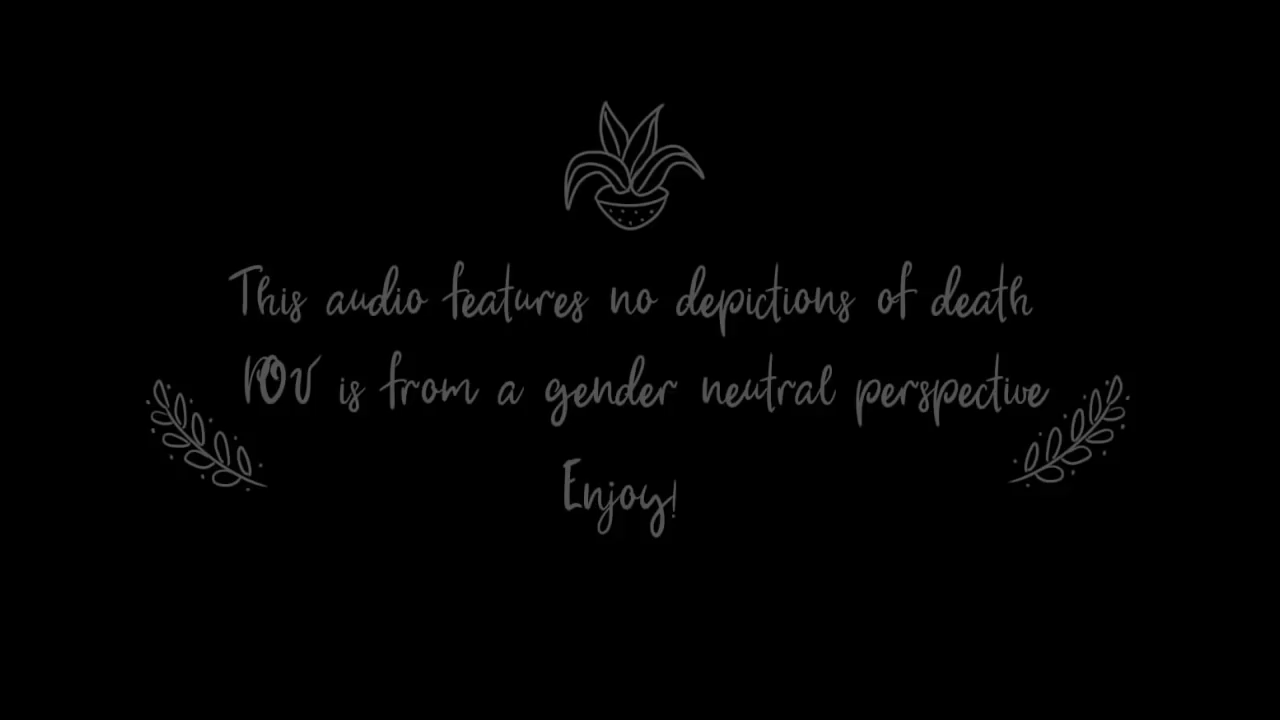 This audio features no depictions of death
POV is from a gender neutral perspective
Enjoy!